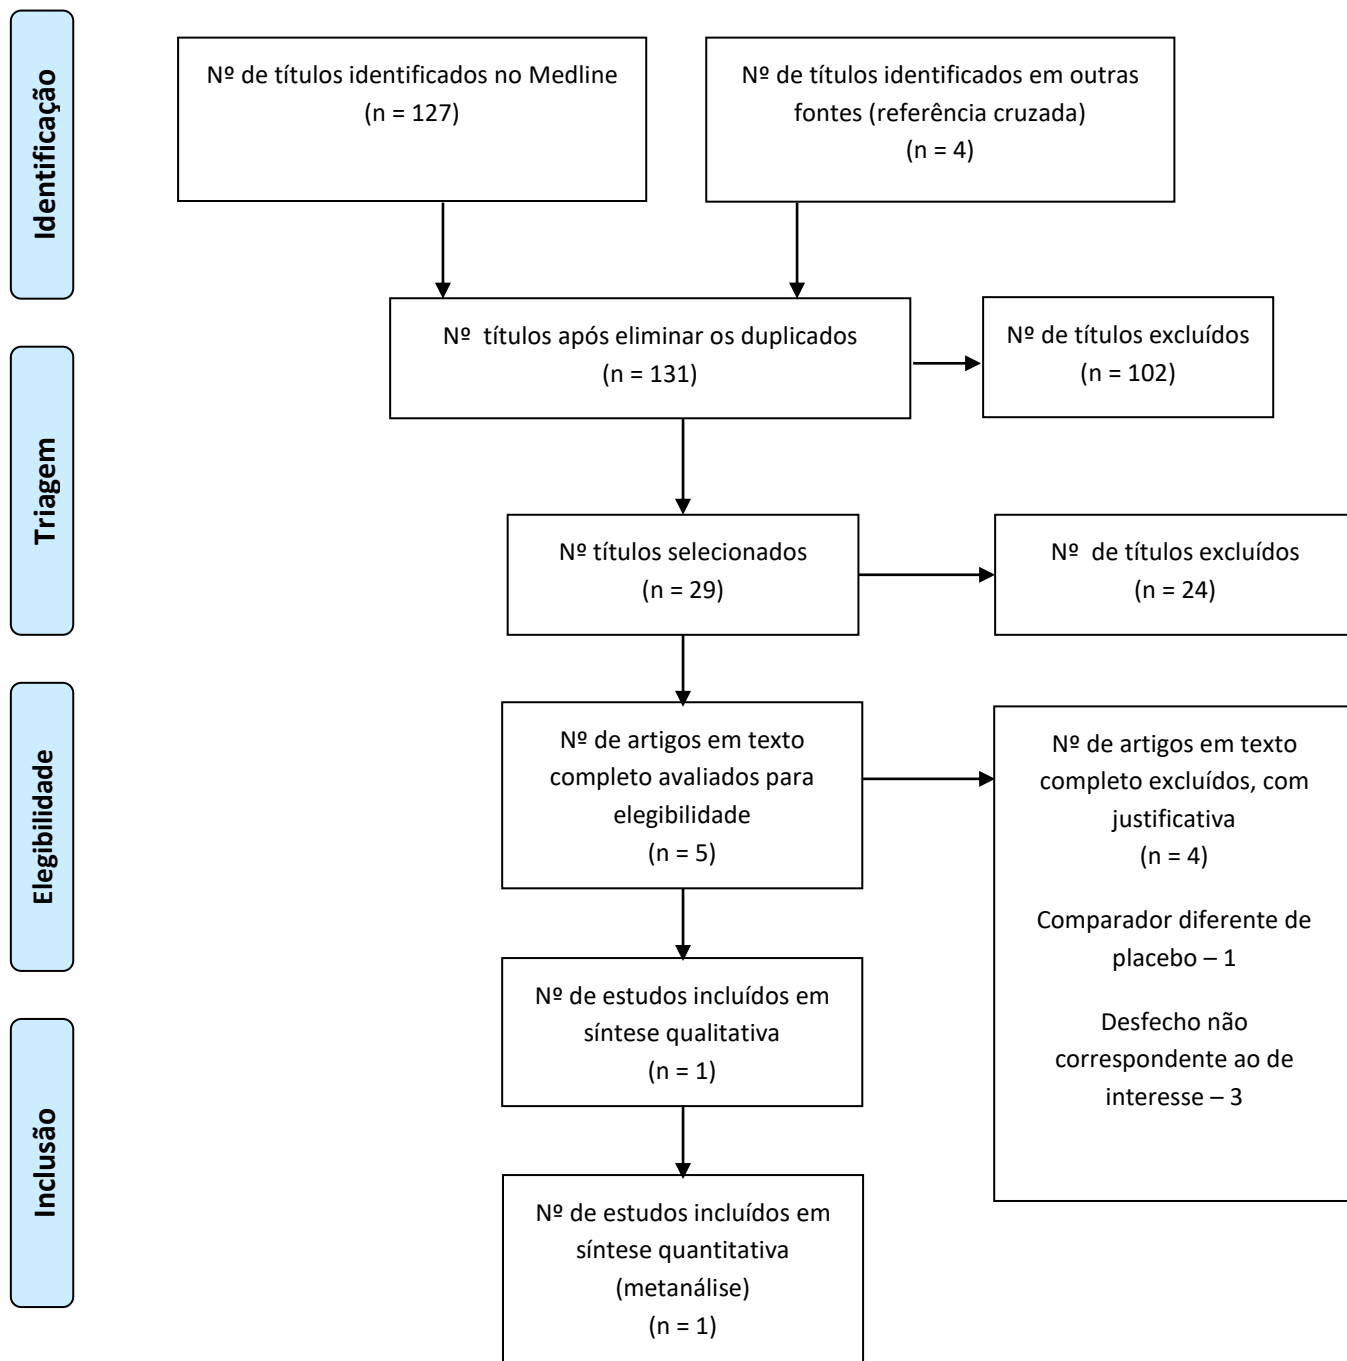 Identificação
Nº de títulos identificados no Medline
(n = 127)
Nº de títulos identificados em outras
fontes (referência cruzada)
(n = 4)
Nº  títulos após eliminar os duplicados
(n = 131)
Nº de títulos excluídos
(n = 102)
Triagem
Nº títulos selecionados
(n = 29)
Nº  de títulos excluídos
(n = 24)
Elegibilidade
Nº de artigos em texto
completo avaliados para
elegibilidade
(n = 5)
Nº de artigos em texto
completo excluídos, com
justificativa
(n = 4)
Comparador diferente de
placebo – 1
Desfecho não
correspondente ao de
interesse – 3
Nº de estudos incluídos em
síntese qualitativa
(n = 1)
Inclusão
Nº de estudos incluídos em
síntese quantitativa
(metanálise)
(n = 1)